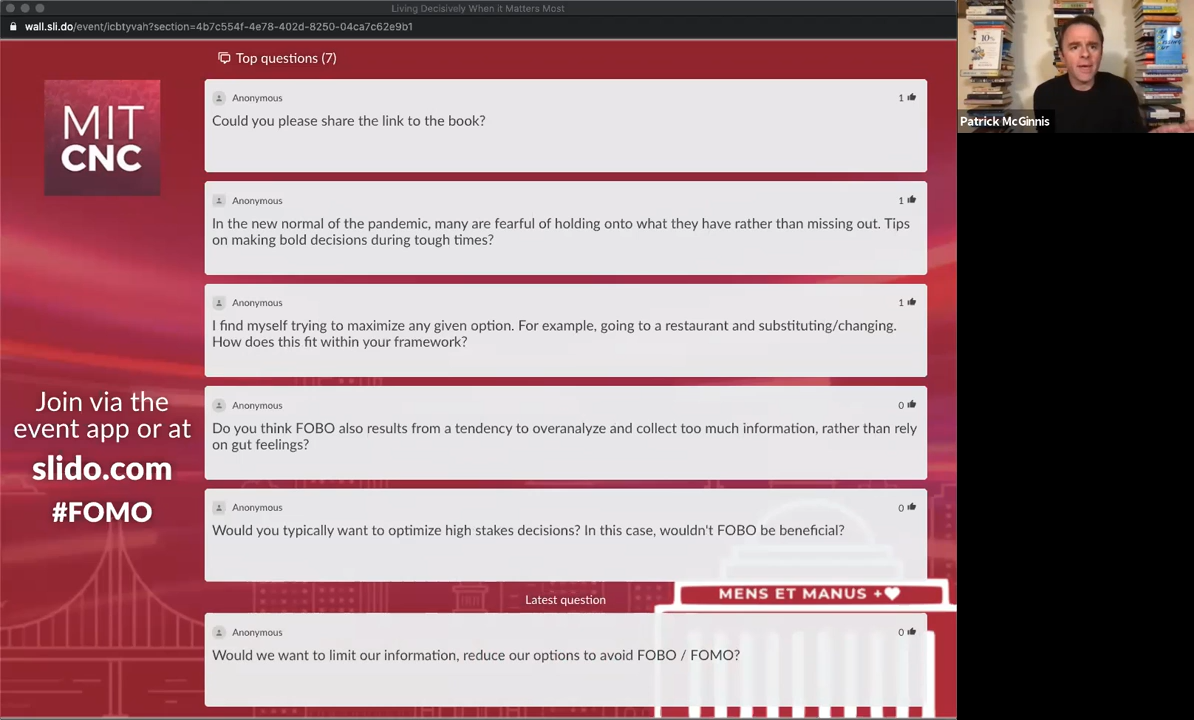 Living Decisively When it Matters Most
wall.sli.do/event/icbtyvah?section=4b7c554f-4e78-402d-8250-04ca7c62e9b1
Top questions (7)
MIT
CNC
Anonymous
1
Could you please share the link to the book?
Anonymous
1
In the new normal of the pandemic, many are fearful of holding onto what they have rather than missing out. Tips
on making bold decisions during tough times?
Anonymous
1
I find myself trying to maximize any given option. For example, going to a restaurant and substituting/changing.
How does this fit within your framework?
Anonymous
0
Do you think FOBO also results from a tendency to overanalyze and collect too much information, rather than rely
on gut feelings?
Anonymous
0
Would you typically want to optimize high stakes decisions? In this case, wouldn't FOBO be beneficial?
Latest question
Anonymous
0
Would we want to limit our information, reduce our options to avoid FOBO / FOMO?
Join via the
event app or at
slido.com
#FOMO
MENS ET MANUS +
10%
Patrick McGinnis